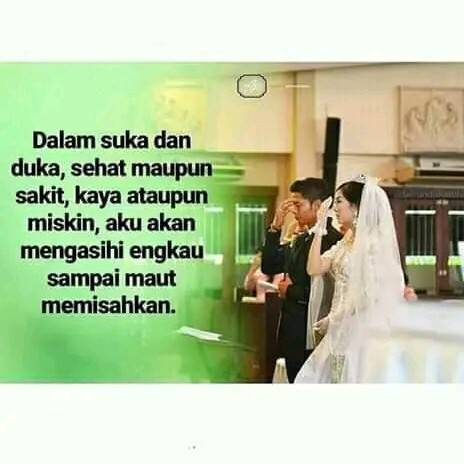 Dalam suka dan
duka, sehat maupun
sakit, kaya ataupun
miskin, aku akan
mengasihi engkau
sampai maut
memisahkan.